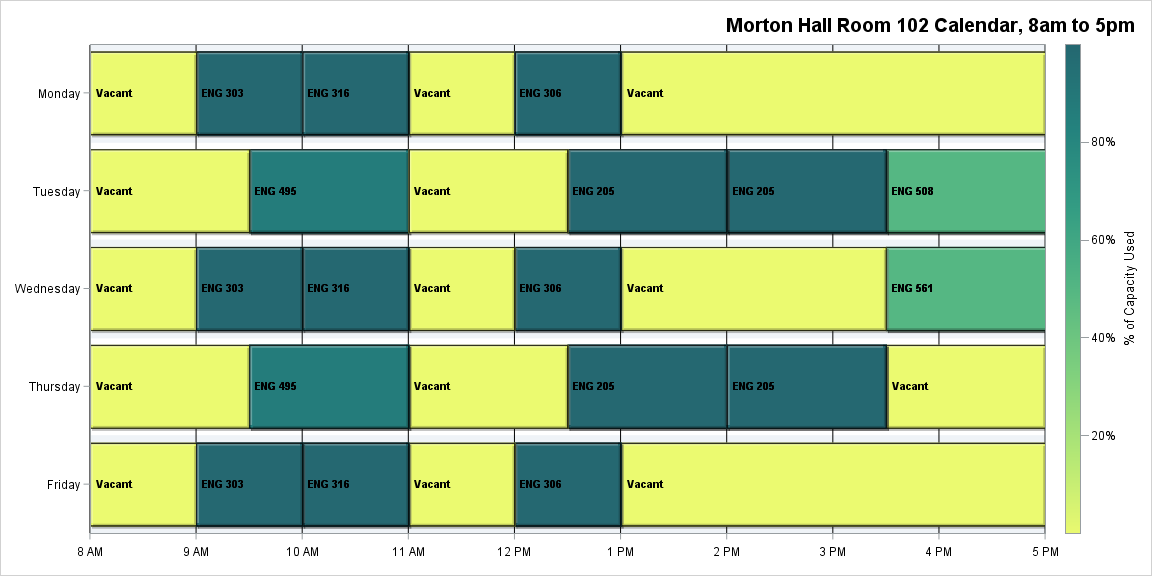 Morton Hall Room 102 Calendar, 8am to 5pm
Monday
Vacant
ENG 303
ENG 316
Vacant
ENG 306
Vacant
Tuesday
Vacant
ENG 495
Vacant
ENG 205
ENG 205
ENG 508
Wednesday
Vacant
ENG 303
ENG 316
Vacant
ENG 306
Vacant
ENG 561
Thursday
Vacant
ENG 495
Vacant
ENG 205
ENG 205
Vacant
Friday
Vacant
ENG 303
ENG 316
Vacant
ENG 306
Vacant
8 AM
9 AM
10 AM
11 AM
12 PM
1 PM
2 PM
3 PM
4 PM
5 PM
80%
60%
40%
20%
% of Capacity Used